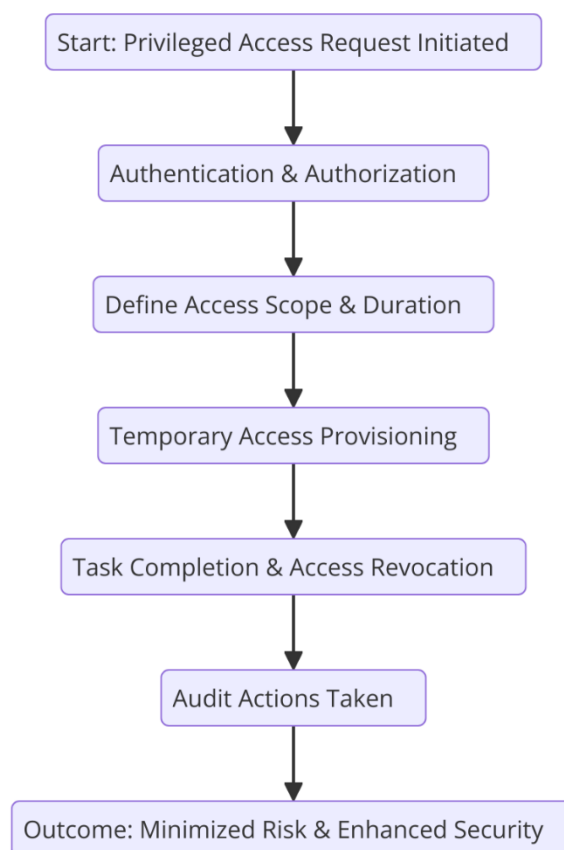 Start: Privileged Access Request Initiated
Authentication & Authorization
Define Access Scope & Duration
Temporary Access Provisioning
Task Completion & Access Revocation
Audit Actions Taken
Outcome: Minimized Risk & Enhanced Security